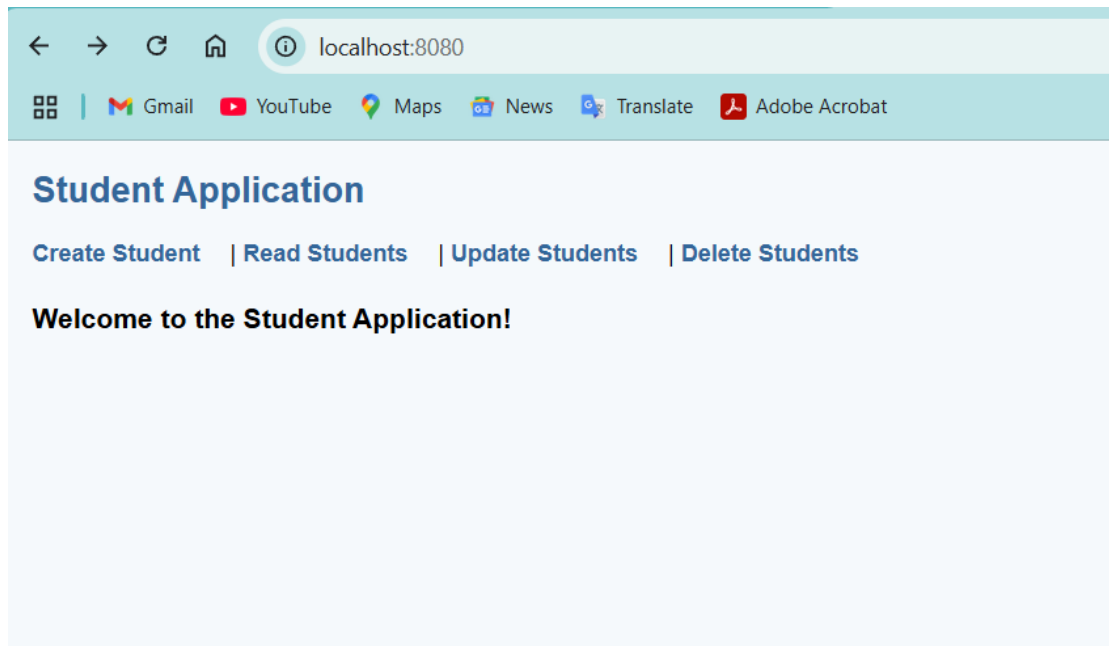 localhost:8080
Gmail YouTube Maps News Translate Adobe Acrobat
Student Application
Create Student | Read Students | Update Students | Delete Students
Welcome to the Student Application!